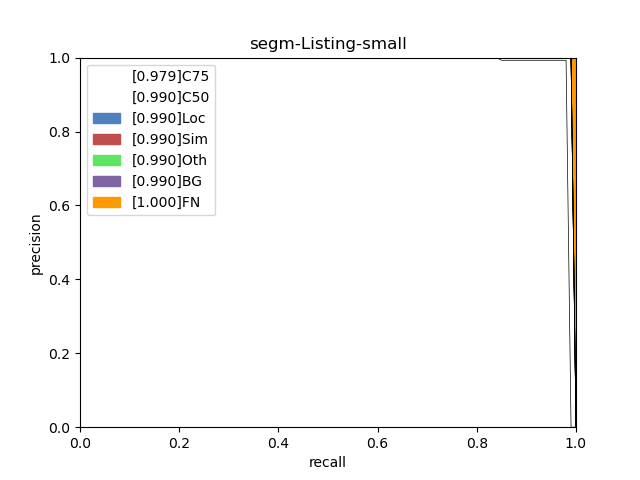 segm-Listing-small
1.0
0.8
0.6
0.4
0.2
0.0
precision
[0.979]C75
[0.990]C50
[0.990]Loc
[0.990]Sim
[0.990]Oth
[0.990]BG
[1.000]FN
0.0 0.2 0.4 0.6 0.8 1.0
recall